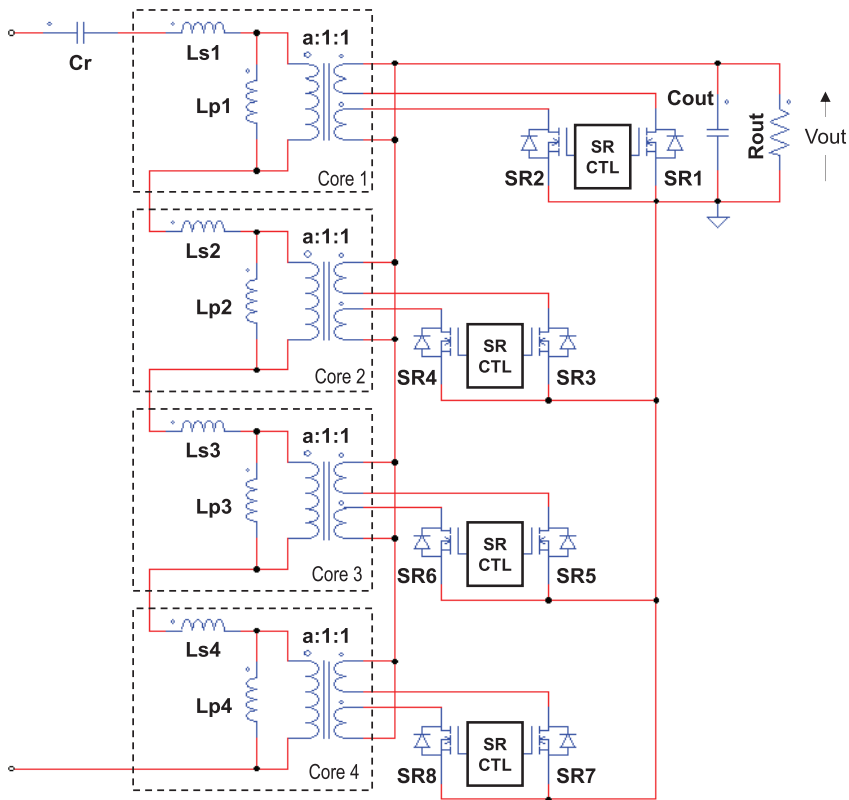 Cr
Ls1
a:1:1
Lp1
Core 1
Cout
Rout
Vout
SR
CTL
SR2
SR1
Ls2
a:1:1
Lp2
Core 2
SR
CTL
SR4
SR3
Ls3
a:1:1
Lp3
Core 3
SR
CTL
SR6
SR5
Ls4
a:1:1
Lp4
Core 4
SR
CTL
SR8
SR7